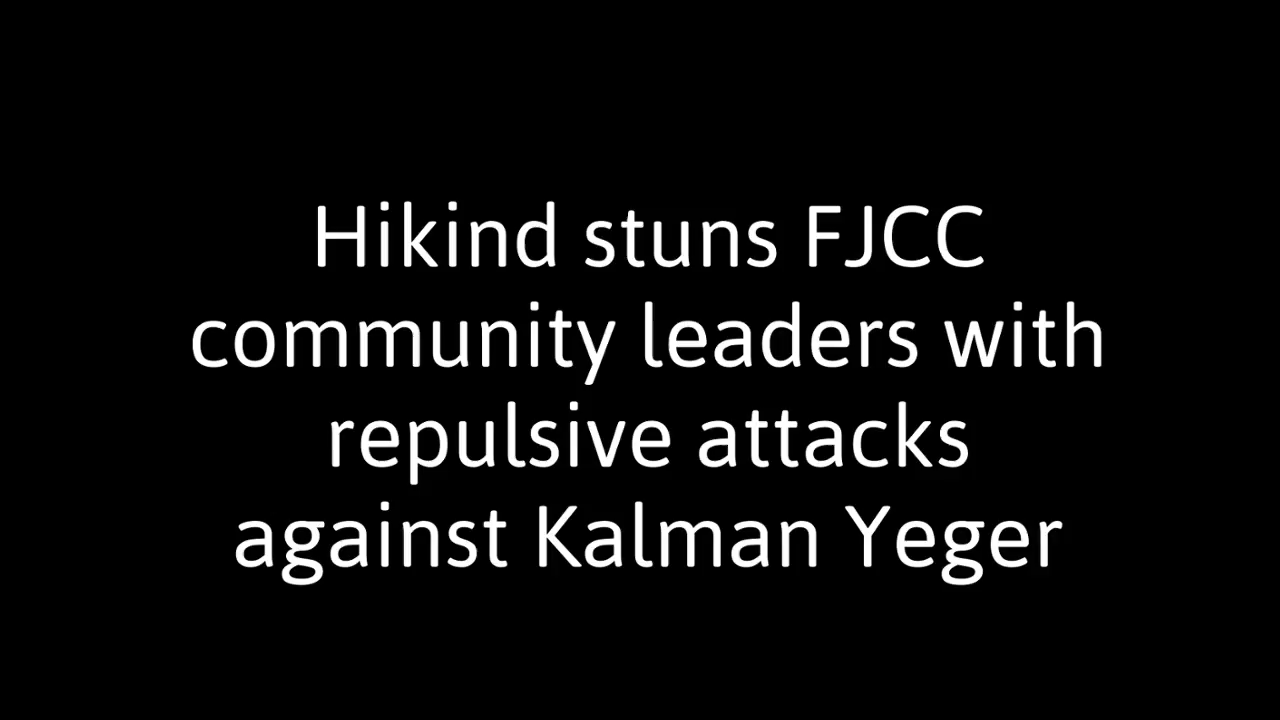 Hikind stuns FJCC
community leaders with
repulsive attacks
against Kalman Yeger